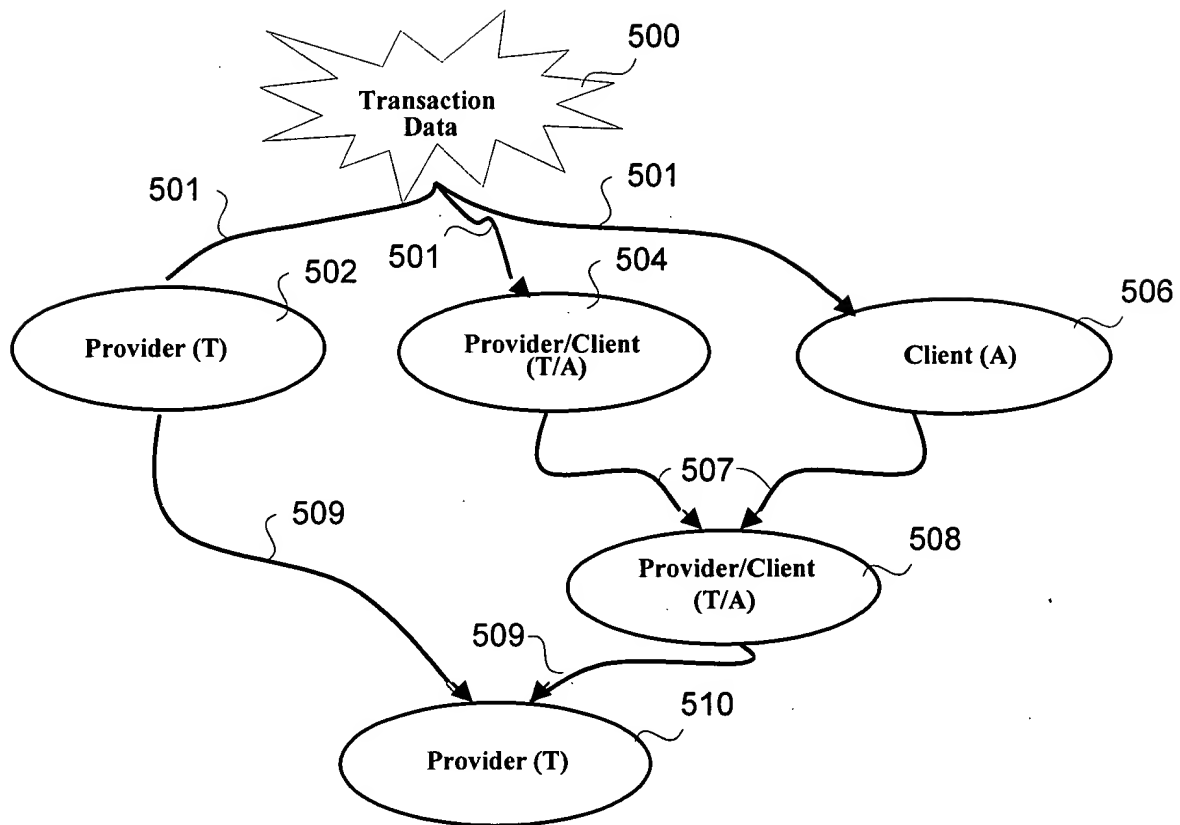 500
Transaction
Data
501
501
501
502
504
506
Provider (T)
Provider/Client
(T/A)
Client (A)
507
509
508
Provider/Client
(T/A)
509
510
Provider (T)